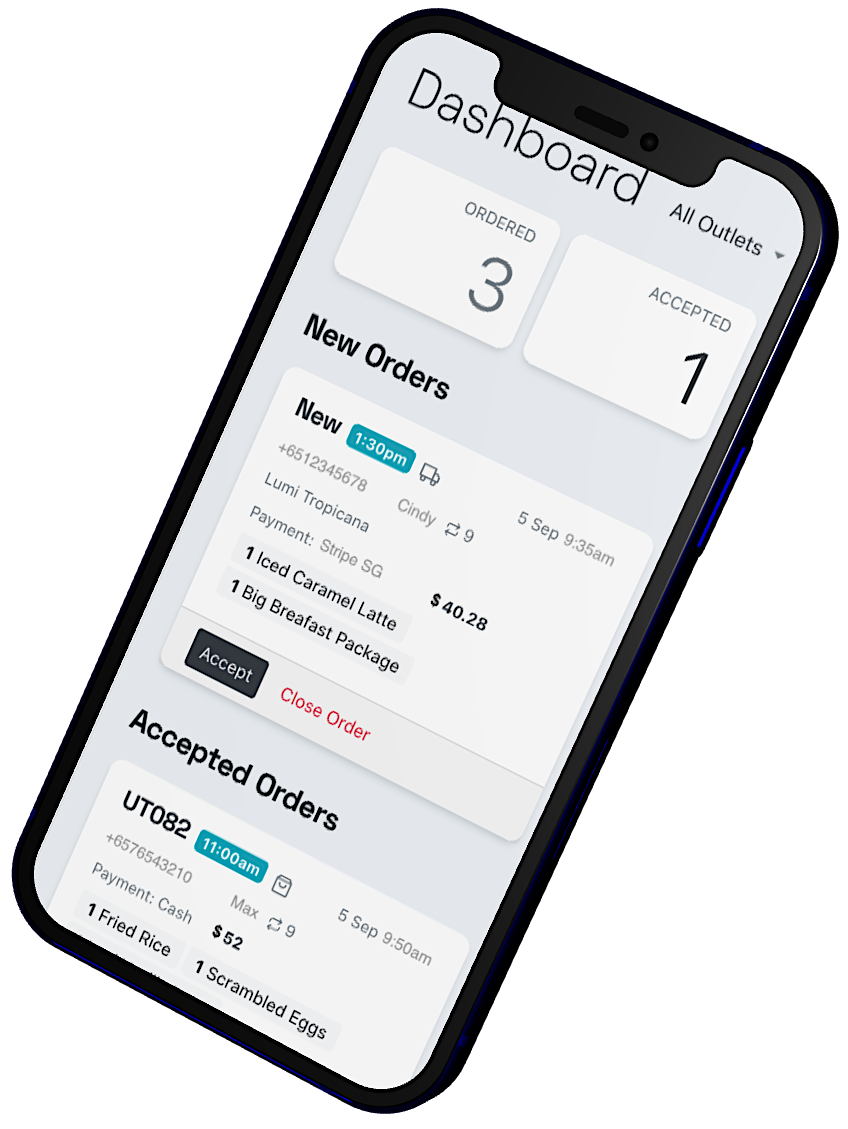 Dashboard
All Outlets
ORDERED
3
ACCEPTED
1
New Orders
New 1:30pm
5 Sep 9:35am
+6512345678 Cindy 9
Lumi Tropicana
Payment: Stripe SG $40.28
1 Iced Caramel Latte
1 Big Breafast Package
Accept Close Order
Accepted Orders
UT082 11:00am
5 Sep 9:50am
+6576543210 Max 9
Payment: Cash $52
1 Fried Rice 1 Scrambled Eggs